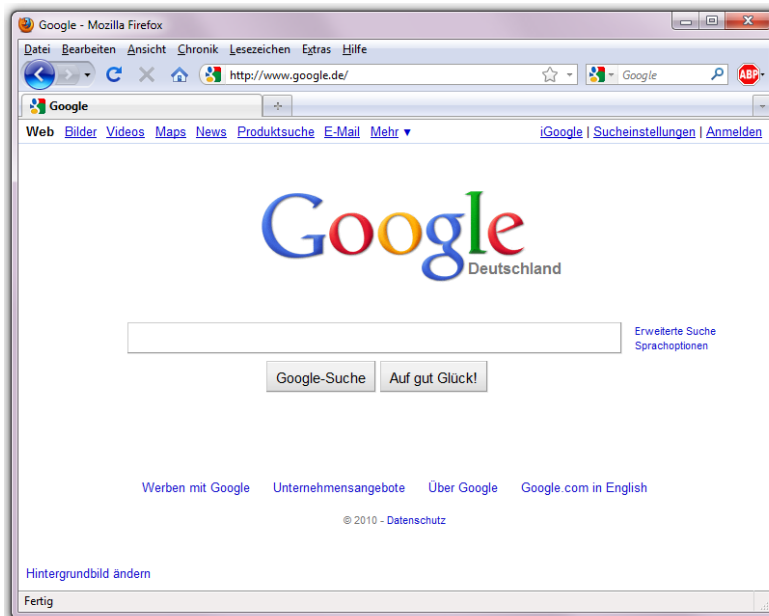 Google - Mozilla Firefox
Datei Bearbeiten Ansicht Chronik Lesezeichen Extras Hilfe
http://www.google.de/ Google ABP
Google
Web Bilder Videos Maps News Produktsuche E-Mail Mehr ▼ iGoogle | Sucheinstellungen | Anmelden
Google
Deutschland
Erweiterte Suche
Sprachoptionen
Google-Suche Auf gut Glück!
Werben mit Google Unternehmensangebote Über Google Google.com in English
© 2010 - Datenschutz
Hintergrundbild ändern
Fertig